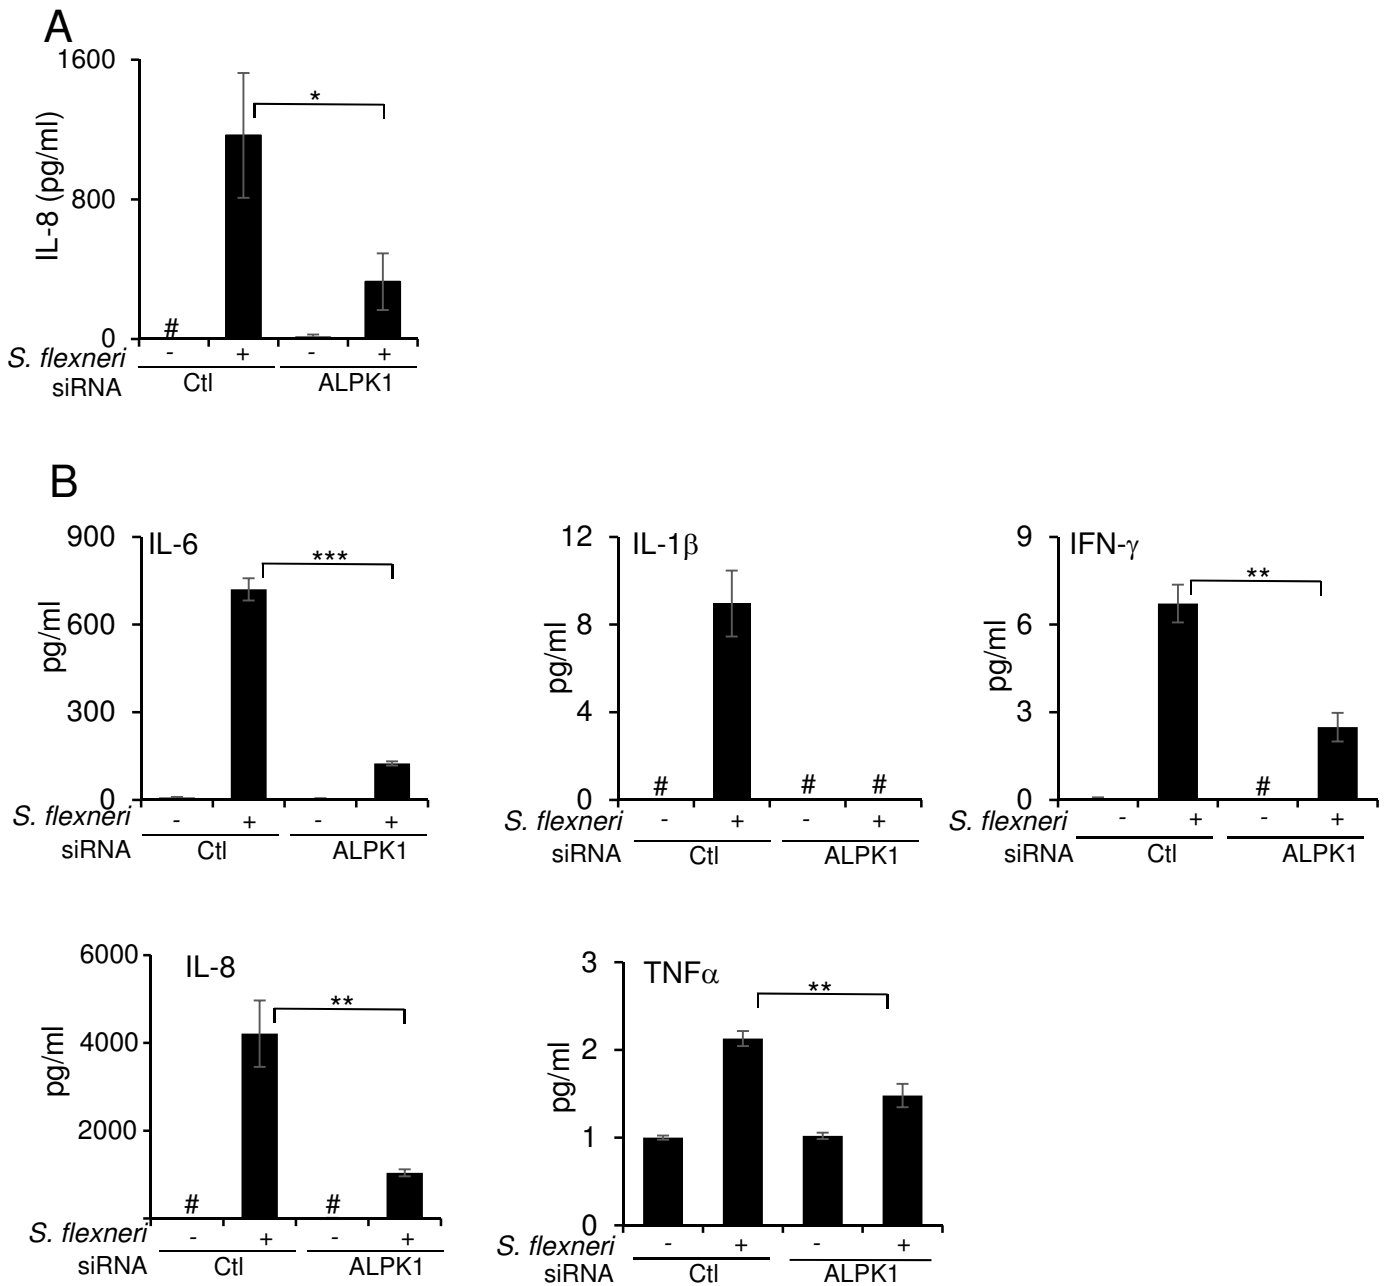 A
1600
800
0
IL-8 (pg/ml)
*
#
S. flexneri - + - +
siRNA Ctl ALPK1
B
900
600
300
0
pg/ml
IL-6
***
S. flexneri - + - +
siRNA Ctl ALPK1
12
8
4
0
pg/ml
IL-1β
# # #
S. flexneri - + - +
siRNA Ctl ALPK1
9
6
3
0
pg/ml
IFN-γ
**
#
S. flexneri - + - +
siRNA Ctl ALPK1
6000
4000
2000
pg/ml
IL-8
**
# #
S. flexneri - + - +
siRNA Ctl ALPK1
3
2
1
0
pg/ml
TNFα
**
S. flexneri - + - +
siRNA Ctl ALPK1